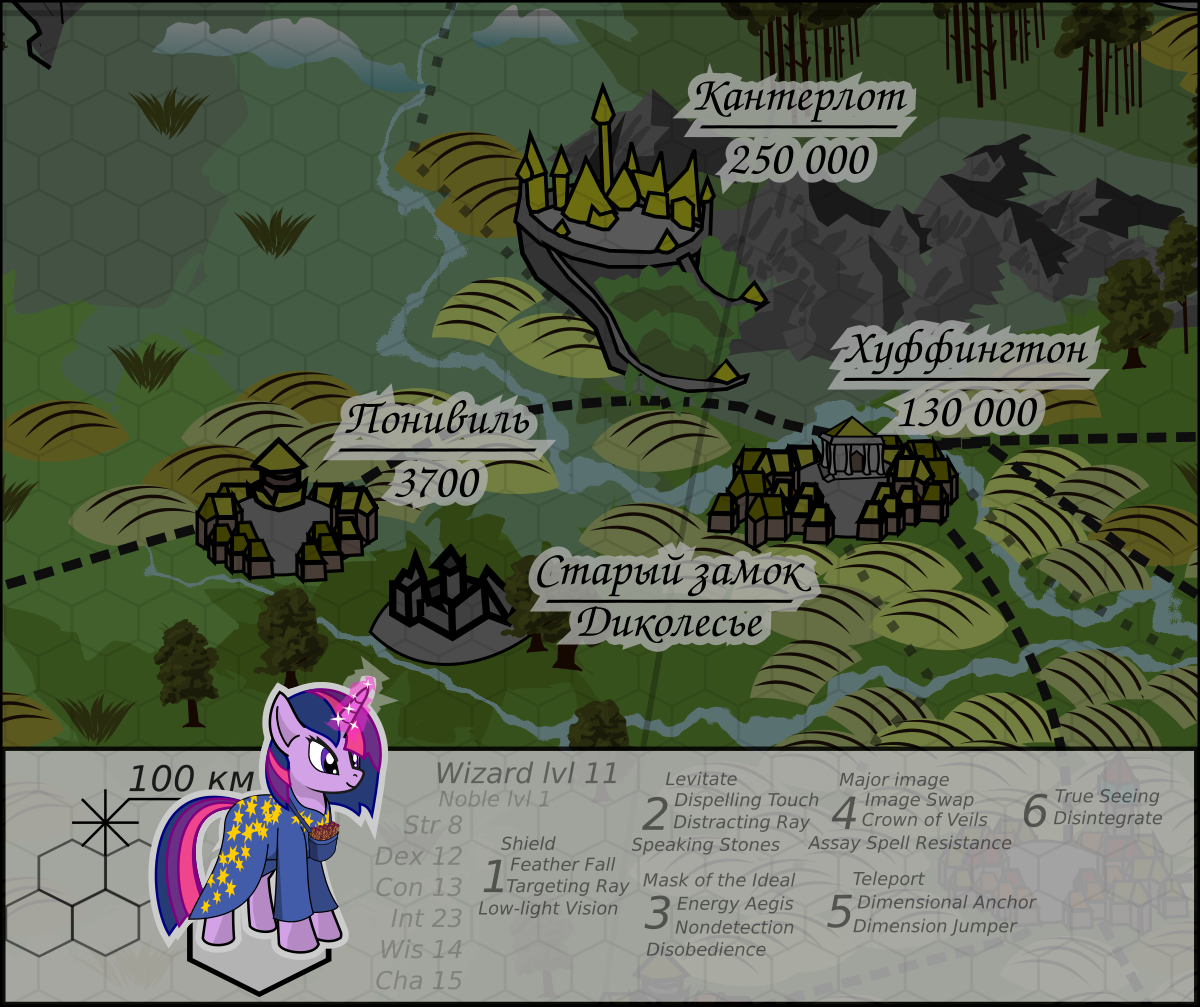 Кантерлот
250 000
Хуффингтон
130 000
Понивиль
3700
Старый замок
Диколесье
100 км
Wizard lvl 11
Noble lvl 1
Str 8
Dex 12
Con 13
Int 23
Wis 14
Cha 15
Shield
1 Feather Fall
Targeting Ray
Low-light Vision
Levitate
2 Dispelling Touch
Distracting Ray
Speaking Stones
Mask of the Ideal
3 Energy Aegis
Nondetection
Disobedience
Major image
4 Image Swap
Crown of Veils
Assay Spell Resistance
Teleport
5 Dimensional Anchor
Dimension Jumper
6 True Seeing
Disintegrate